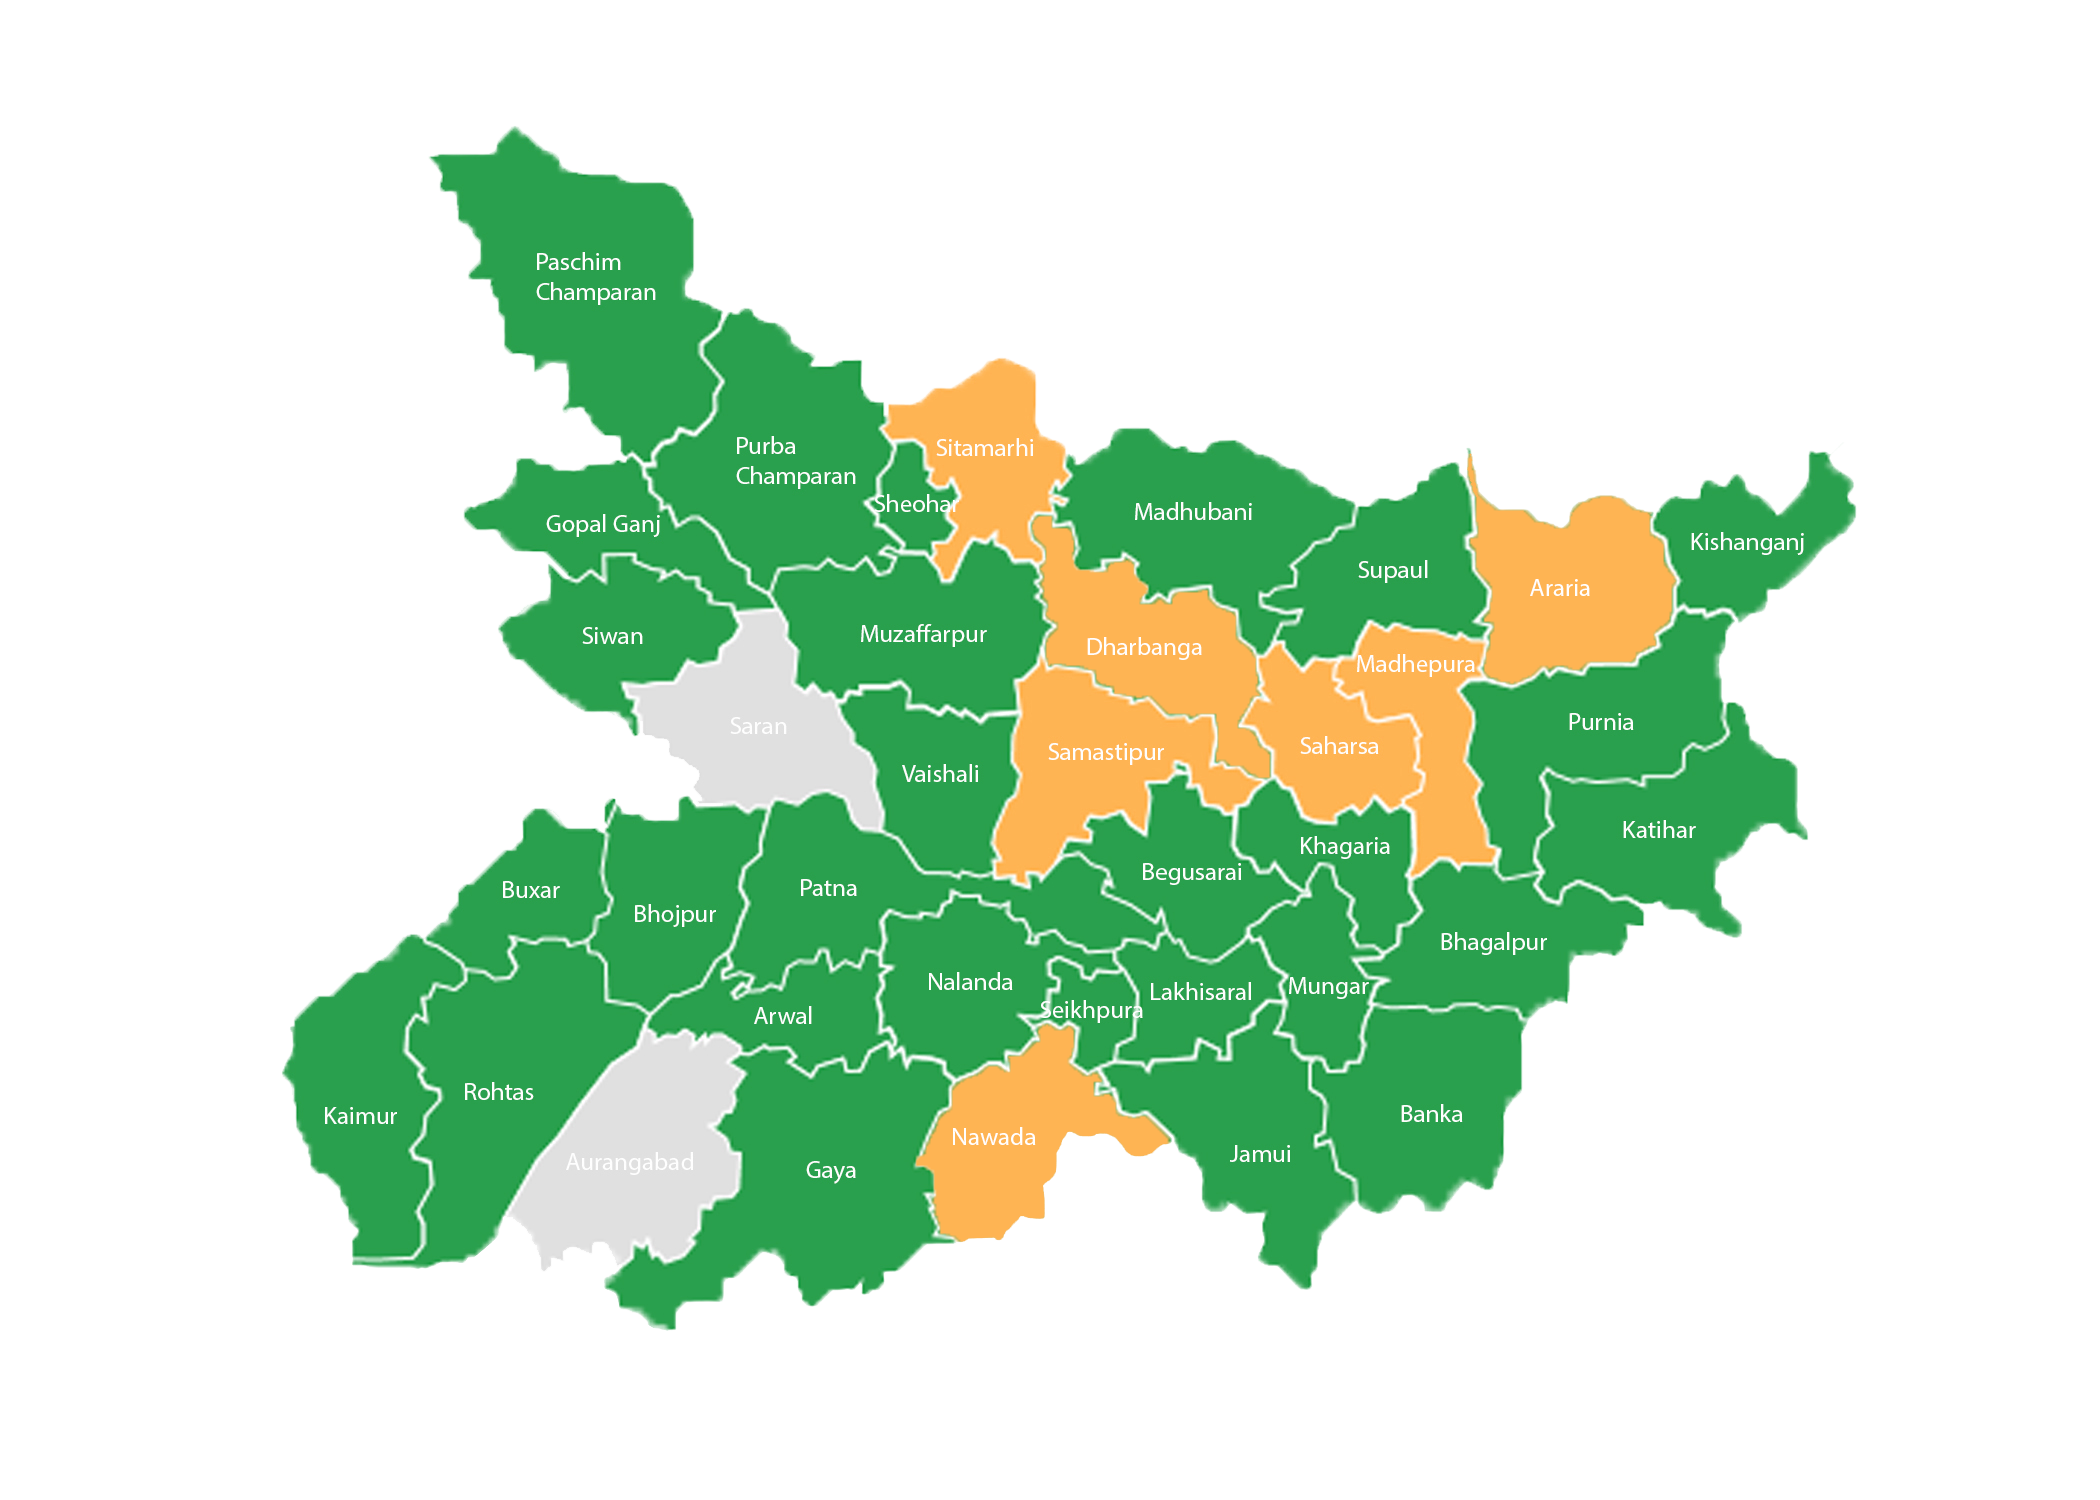 Paschim
Champaran
Purba
Champaran
Sitamarhi
Sheohar
Gopal Ganj
Madhubani
Kishanganj
Supaul
Araria
Siwan
Muzaffarpur
Dharbanga
Madhepura
Saran
Purnia
Samastipur
Saharsa
Vaishali
Katihar
Khagaria
Begusarai
Buxar
Patna
Bhojpur
Bhagalpur
Nalanda
Lakhisaral
Mungar
Seikhpura
Arwal
Rohtas
Kaimur
Banka
Nawada
Jamui
Aurangabad
Gaya